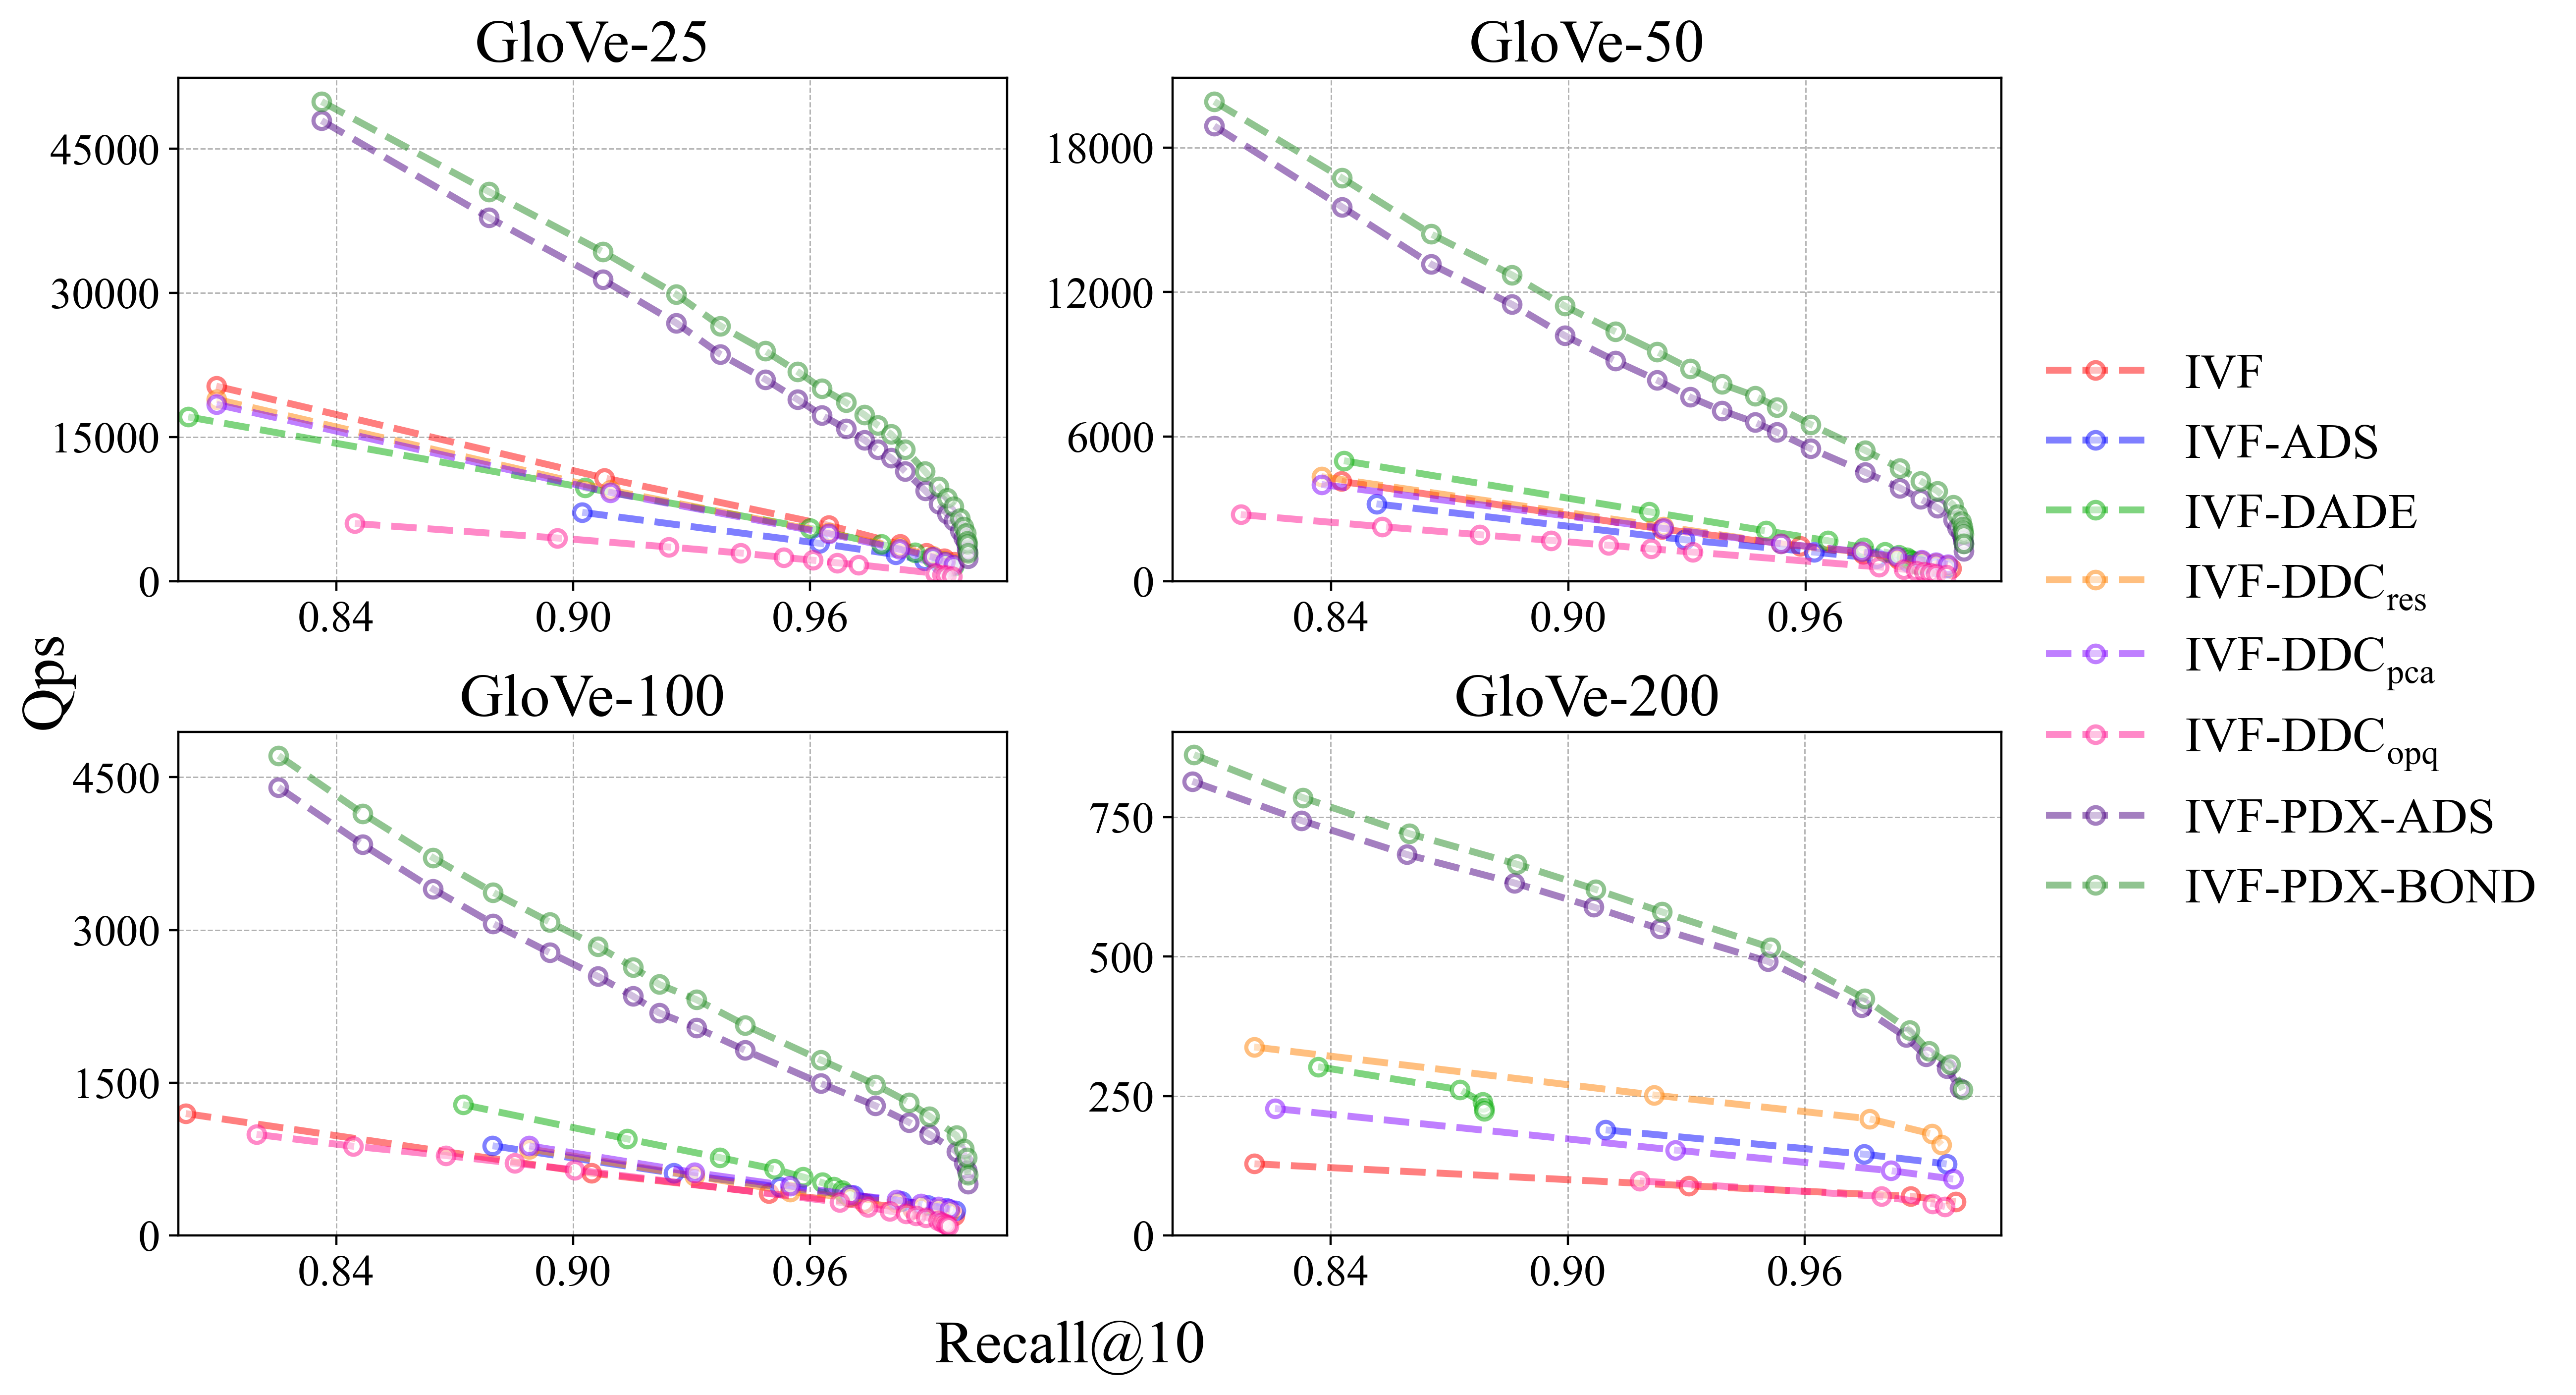 GloVe-25
GloVe-50
45000
30000
15000
0
0.84 0.90 0.96
18000
12000
6000
0
0.84 0.90 0.96
Qps
GloVe-100
GloVe-200
4500
3000
1500
0
0.84 0.90 0.96
750
500
250
0
0.84 0.90 0.96
Recall@10
IVF
IVF-ADS
IVF-DADE
IVF-DDCres
IVF-DDCpca
IVF-DDCopq
IVF-PDX-ADS
IVF-PDX-BOND